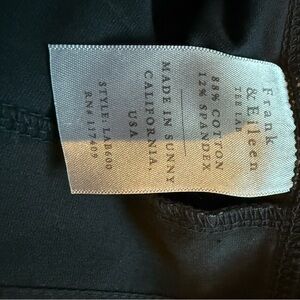 Frank
& Eileen
THE LAB
88% COTTON
12% SPANDEX
MADE IN SUNNY
CALIFORNIA,
USA
STYLE: LAB600
RN# 117409